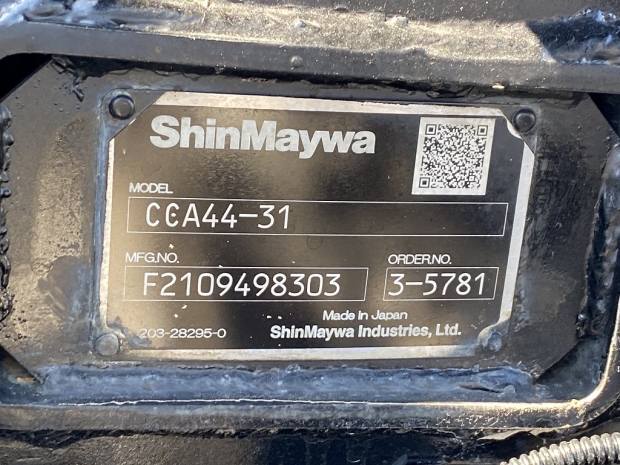 ShinMaywa
MODEL
CCA44-31
MFG.NO.
ORDER.NO.
F2109498303
3-5781
Made in Japan
203-28295-0
ShinMaywa Industries, Ltd.